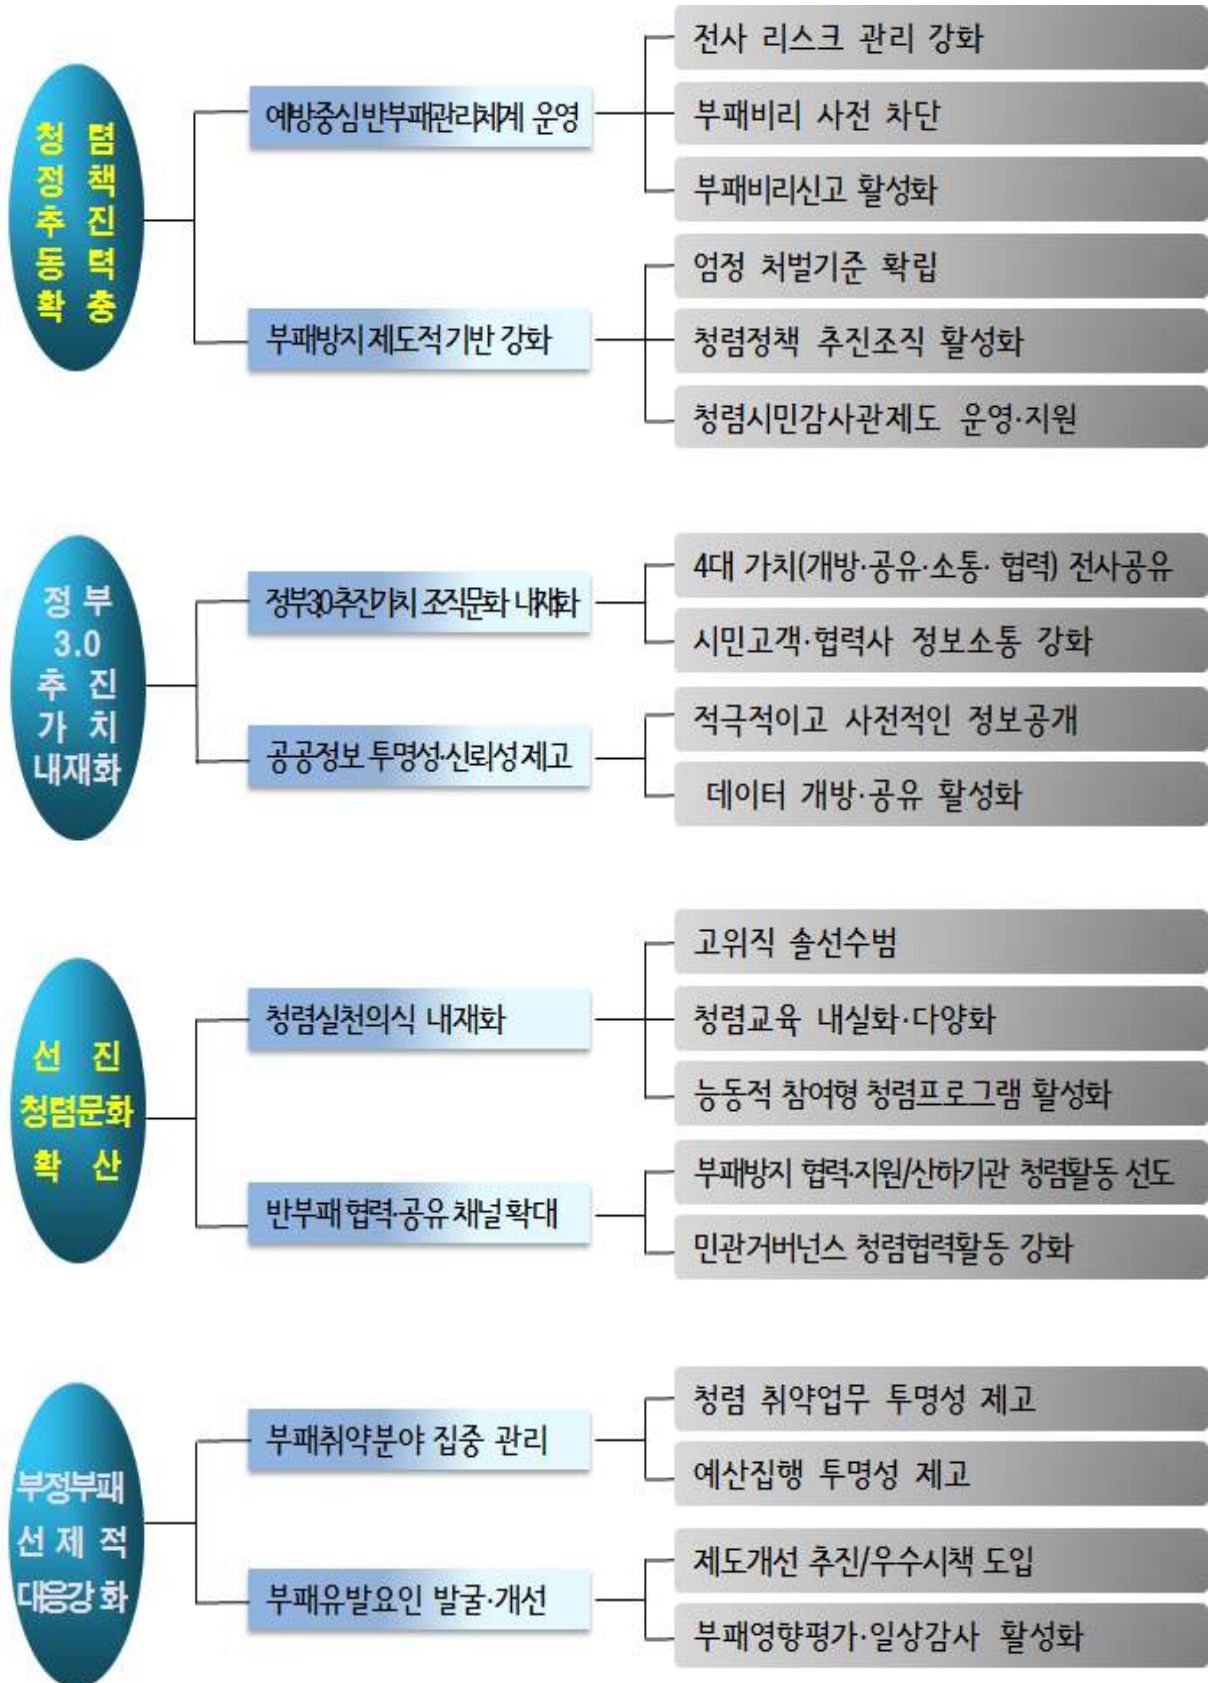 청 렴
정 책
추 진
동 력
확 충
예방중심 반부패관리체계 운영
전사 리스크 관리 강화
부패비리 사전 차단
부패비리신고 활성화
부패방지 제도적 기반 강화
엄정 처벌기준 확립
청렴정책 추진조직 활성화
청렴시민감사관제도 운영·지원
정 부
3.0
추 진
가 치
내재화
정부3.0추진가치 조직문화 내재화
4대 가치(개방·공유·소통· 협력) 전사공유
시민고객·협력사 정보소통 강화
공공정보 투명성·신뢰성 제고
적극적이고 사전적인 정보공개
데이터 개방·공유 활성화
선 진
청렴문화
확 산
청렴실천의식 내재화
고위직 솔선수범
청렴교육 내실화·다양화
능동적 참여형 청렴프로그램 활성화
반부패 협력·공유 채널 확대
부패방지 협력·지원/산하기관 청렴활동 선도
민관거버넌스 청렴협력활동 강화
부정부패
선 제 적
대응강 화
부패취약분야 집중 관리
청렴 취약업무 투명성 제고
예산집행 투명성 제고
부패유발요인 발굴·개선
제도개선 추진/우수시책 도입
부패영향평가·일상감사 활성화